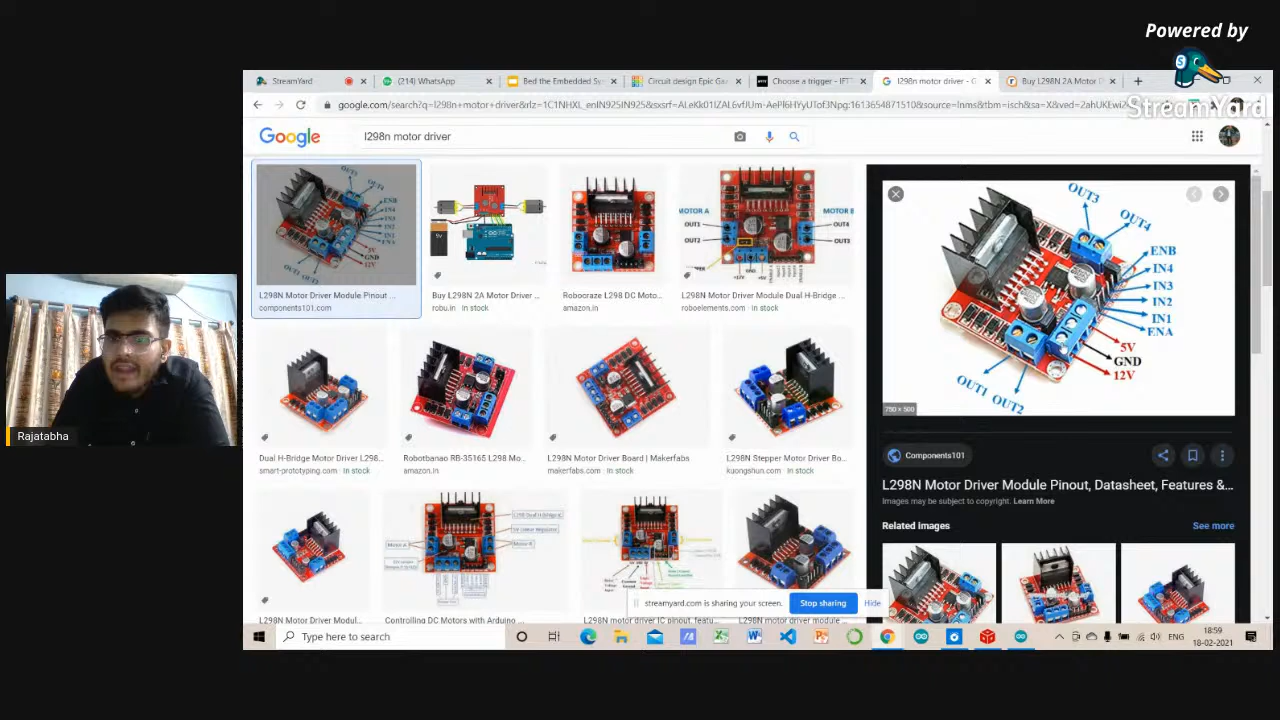 Powered by
StreamYard
StreamYard
(214) WhatsApp
Bed the Embedded Sy
Circuit design Epic Ga
Choose a trigger - IFT
l298n motor driver - G
Buy L298N 2A Motor D
Google
l298n motor driver
OUT3
OUT4
ENB
IN4
IN3
IN2
IN1
ENA
5V
GND
12V
OUT1
OUT2
750 × 500
MOTOR A
MOTOR B
OUT1
OUT2
OUT4
OUT3
L298N Motor Driver Module Pinout ...
components101.com
Buy L298N 2A Motor Driver ...
robu.in · In stock
Robocraze L298 DC Moto...
amazon.in
L298N Motor Driver Module Dual H-Bridge ...
roboelements.com · In stock
Dual H-Bridge Motor Driver L298...
smart-prototyping.com · In stock
Robotbanao RB-35165 L298 Mo...
amazon.in
L298N Motor Driver Board | Makerfabs
makerfabs.com · In stock
L298N Stepper Motor Driver Bo...
kuongshun.com · In stock
Components101
L298N Motor Driver Module Pinout, Datasheet, Features &...
Images may be subject to copyright. Learn More
Related images
See more
L298N Motor Driver Modul...
Controlling DC Motors with Arduino ...
L298N motor driver IC pinout, featu...
L298N motor driver module ...
streamyard.com is sharing your screen.
Stop sharing
Hide
Rajatabha
Type here to search
ENG
18:59
18-02-2021